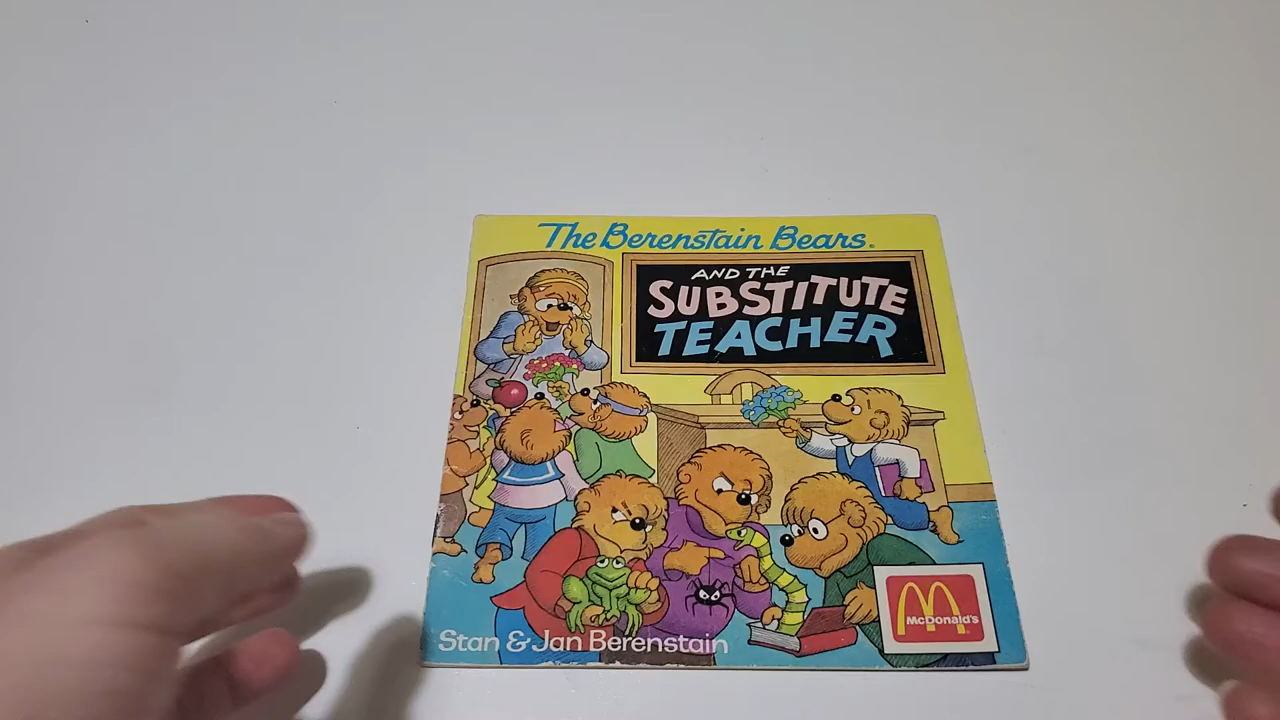 The Berenstain Bears®
AND THE
SUBSTITUTE
TEACHER
Stan & Jan Berenstain
McDonald's®